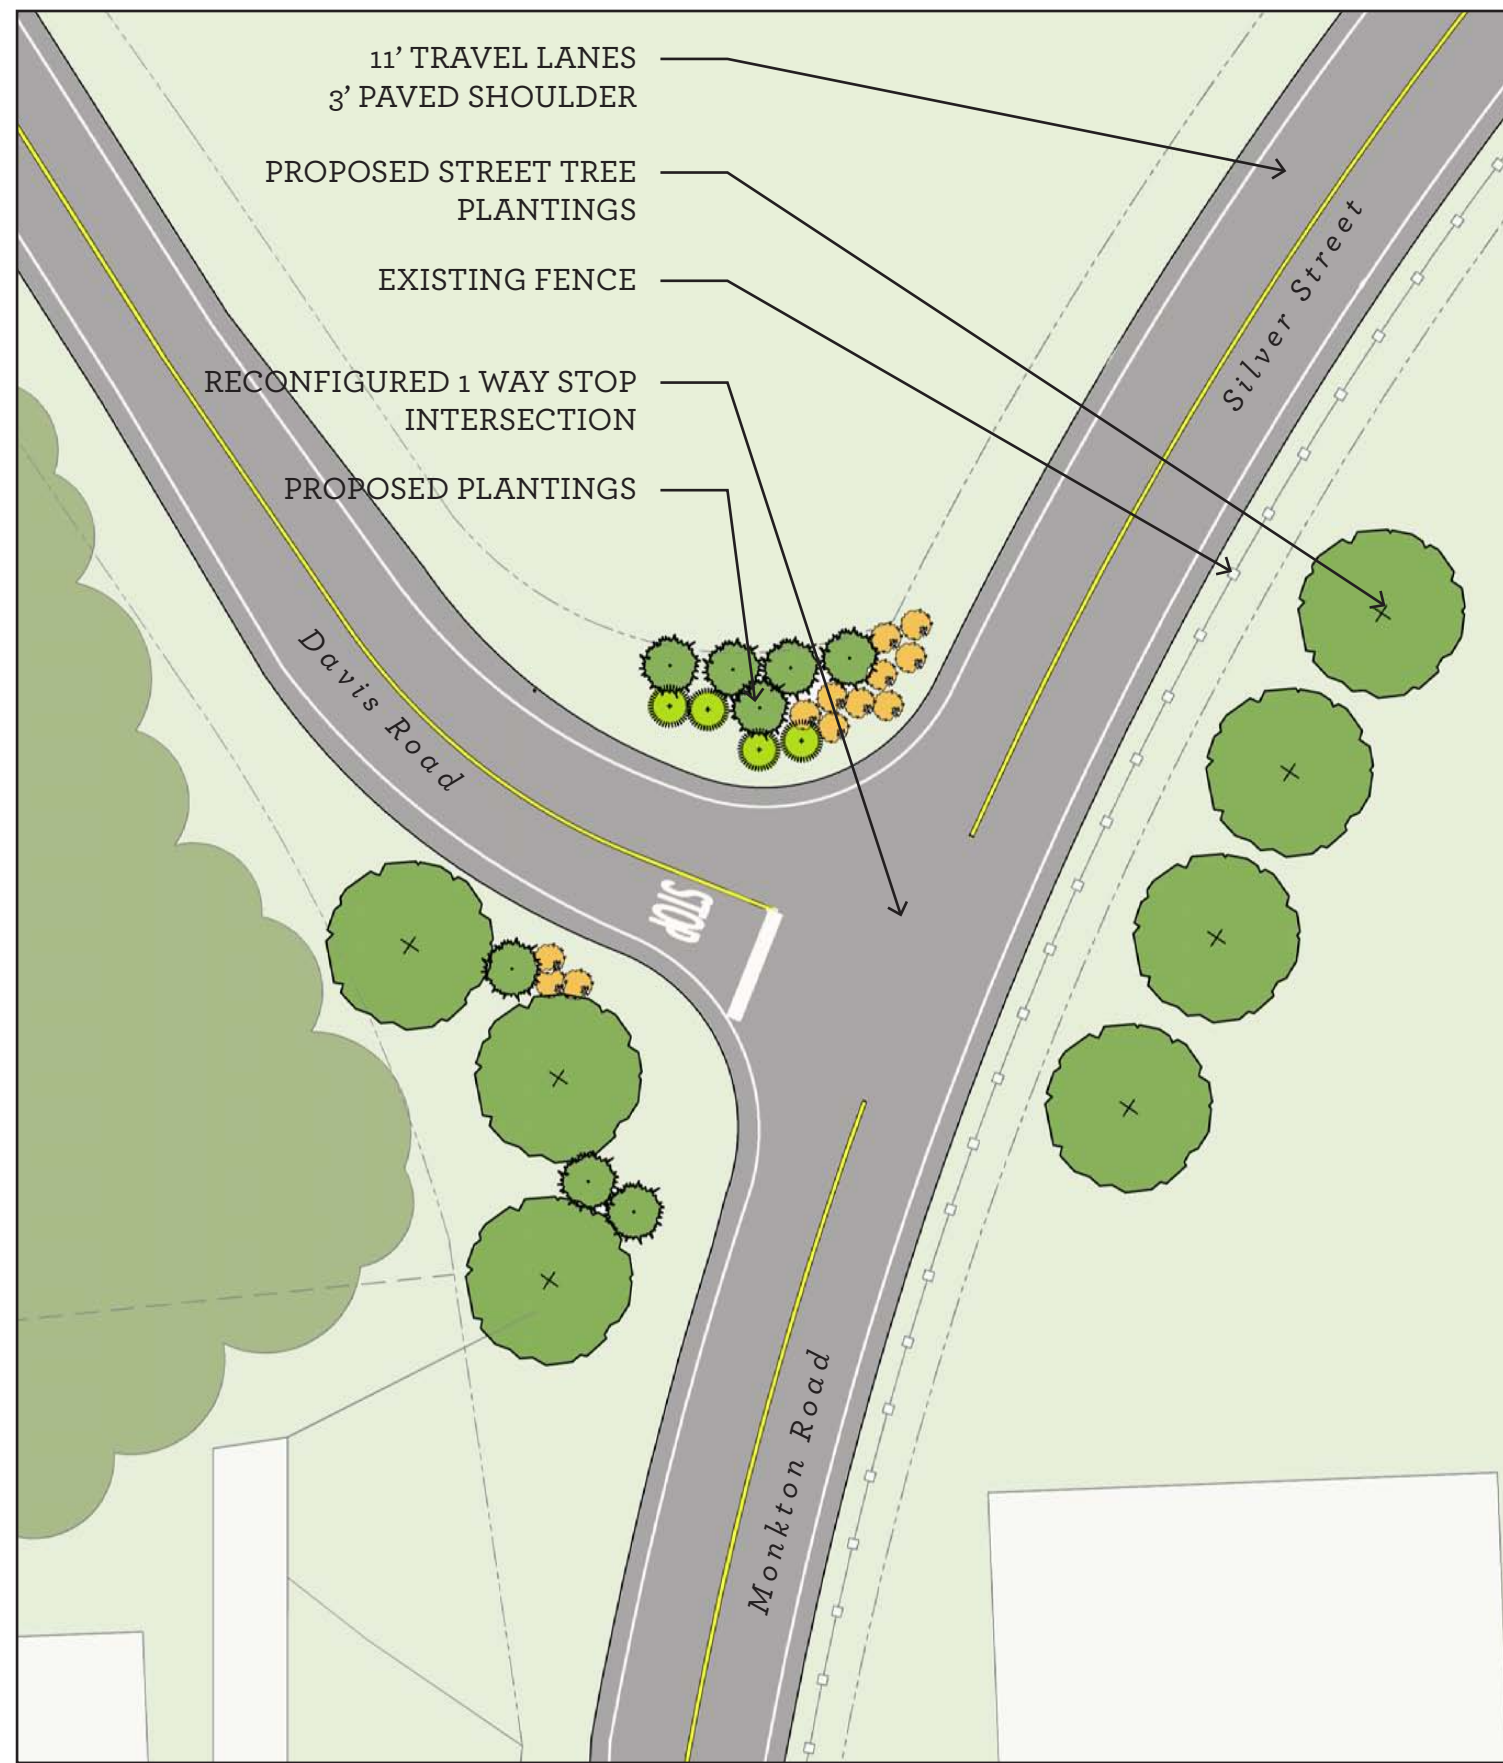 11’ TRAVEL LANES
3’ PAVED SHOULDER
PROPOSED STREET TREE
PLANTINGS
EXISTING FENCE
RECONFIGURED 1 WAY STOP
INTERSECTION
PROPOSED PLANTINGS
Silver Street
Davis Road
STOP
Monkton Road